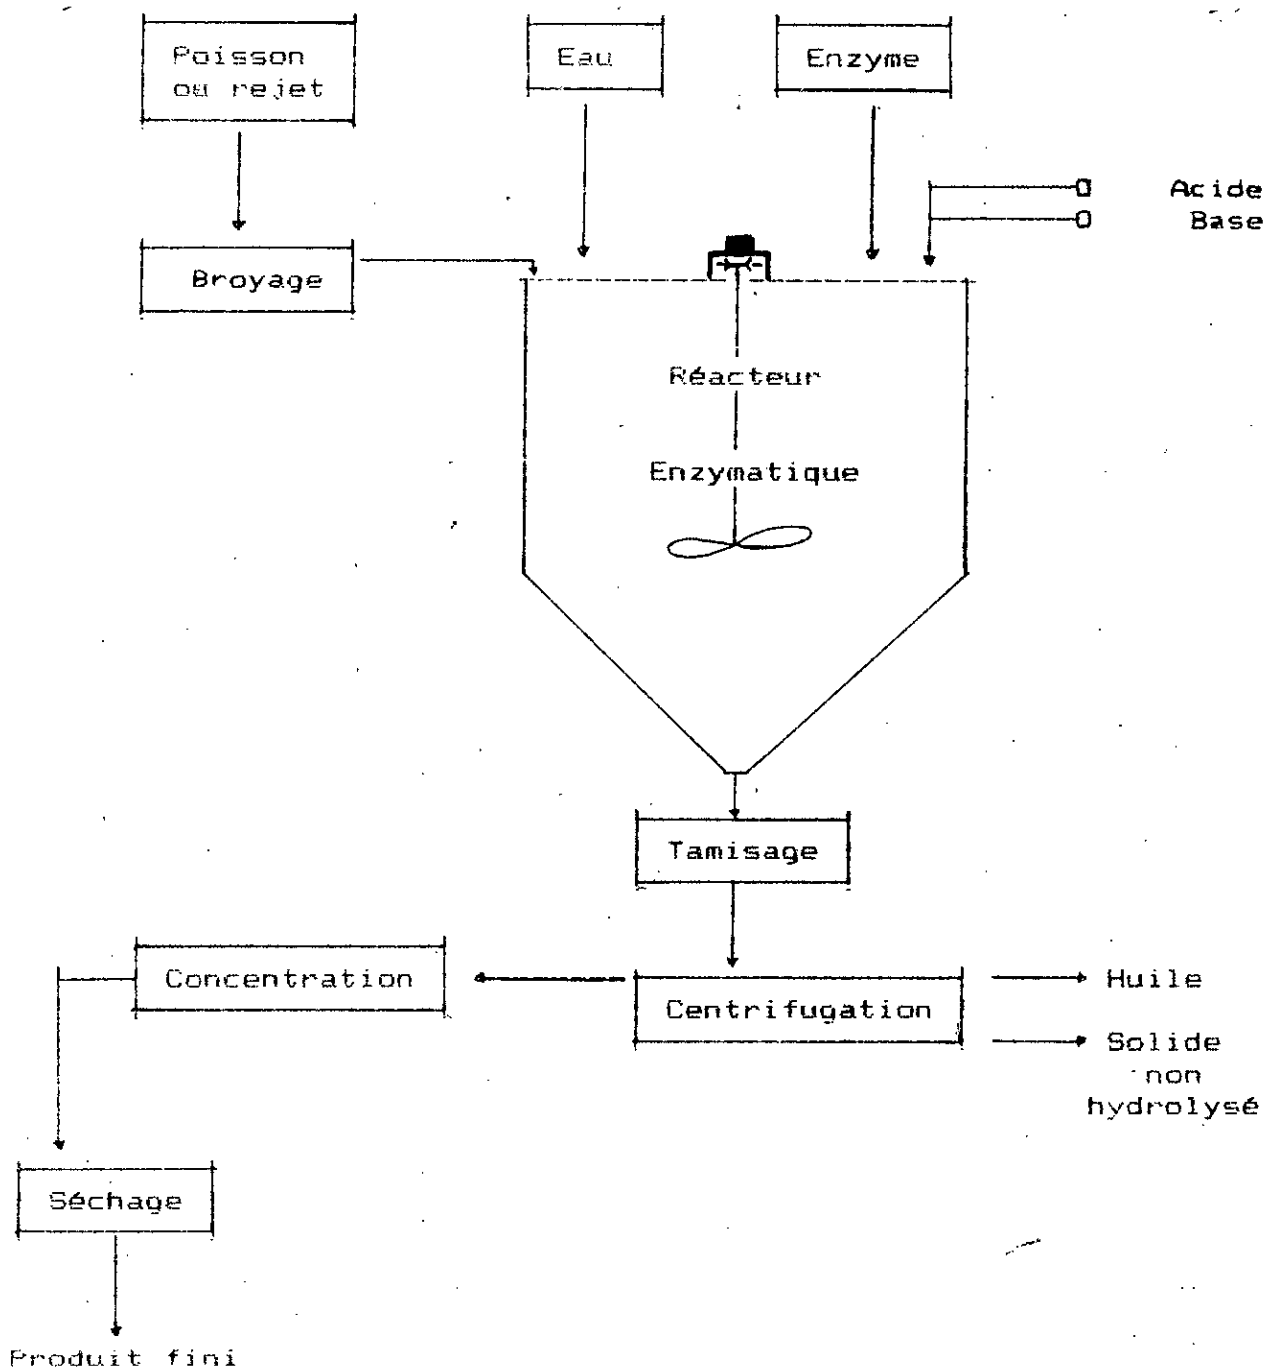 Poisson
ou rejet
Eau
Enzyme
Acide
Base
Broyage
Réacteur
Enzymatique
Tamisage
Concentration
Centrifugation
Huile
Solide
non
hydrolysé
Séchage
Produit fini